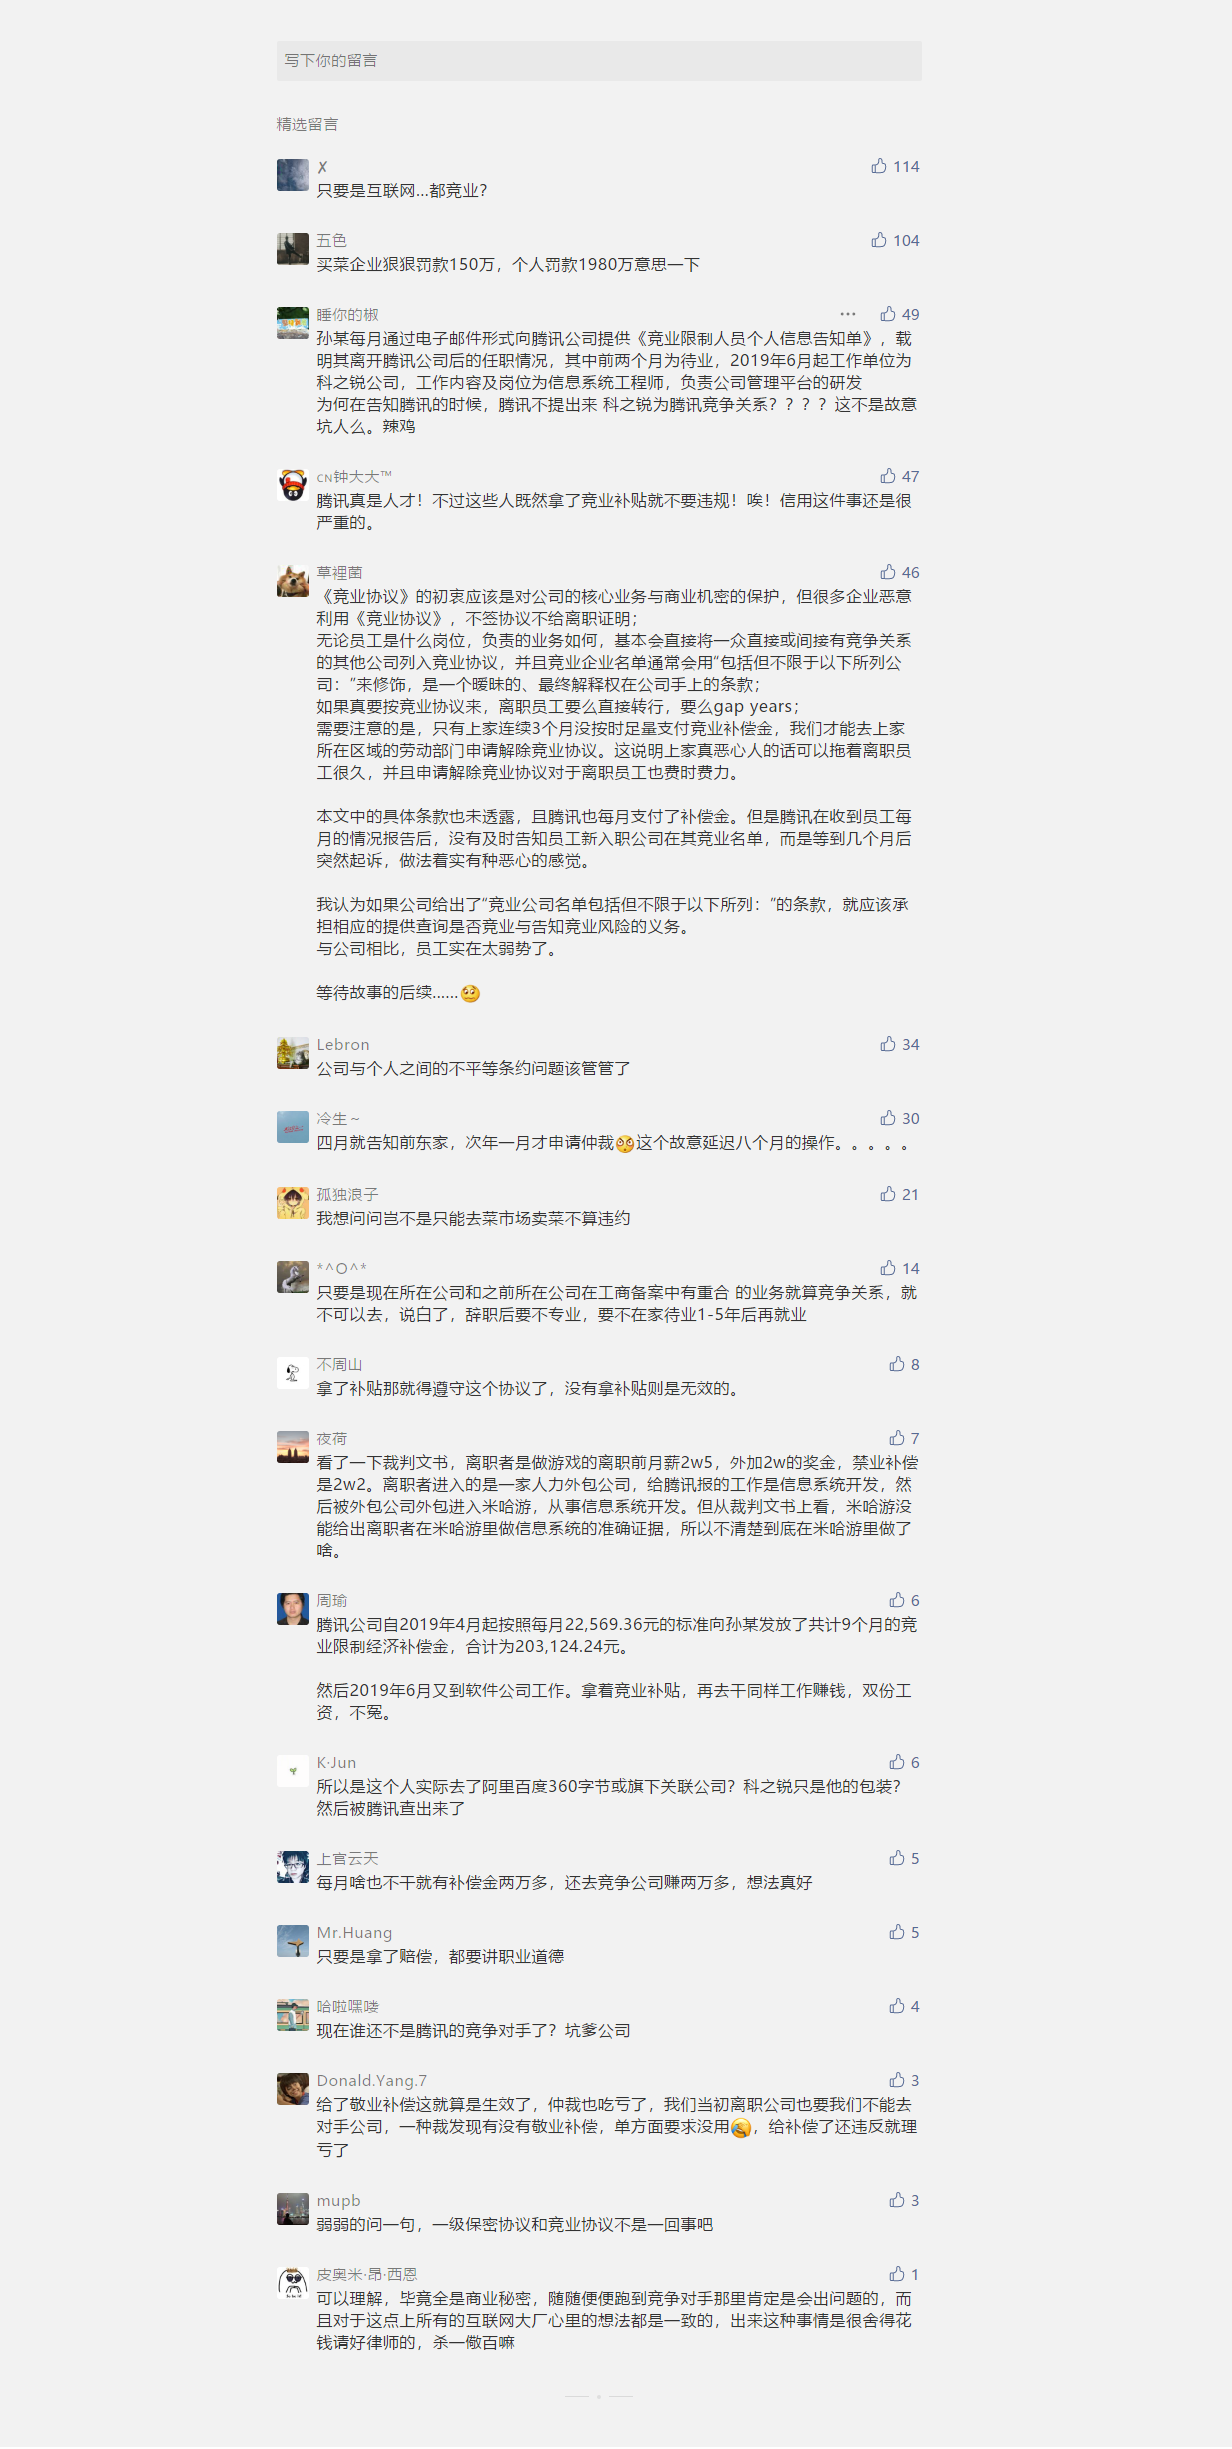 写下你的留言
精选留言
✗
114
只要是互联网...都竞业？
五色
104
买菜企业狠狠罚款150万，个人罚款1980万意思一下
睡你的椒
49
孙某每月通过电子邮件形式向腾讯公司提供《竞业限制人员个人信息告知单》，载
明其离开腾讯公司后的任职情况，其中前两个月为待业，2019年6月起工作单位为
科之锐公司，工作内容及岗位为信息系统工程师，负责公司管理平台的研发
为何在告知腾讯的时候，腾讯不提出来 科之锐为腾讯竞争关系？？？？这不是故意
坑人么。辣鸡
ᴄɴ钟大大™
47
腾讯真是人才！不过这些人既然拿了竞业补贴就不要违规！唉！信用这件事还是很
严重的。
草裡菌
46
《竞业协议》的初衷应该是对公司的核心业务与商业机密的保护，但很多企业恶意
利用《竞业协议》，不签协议不给离职证明；
无论员工是什么岗位，负责的业务如何，基本会直接将一众直接或间接有竞争关系
的其他公司列入竞业协议，并且竞业企业名单通常会用“包括但不限于以下所列公
司：”来修饰，是一个暧昧的、最终解释权在公司手上的条款；
如果真要按竞业协议来，离职员工要么直接转行，要么gap years；
需要注意的是，只有上家连续3个月没按时足量支付竞业补偿金，我们才能去上家
所在区域的劳动部门申请解除竞业协议。这说明上家真恶心人的话可以拖着离职员
工很久，并且申请解除竞业协议对于离职员工也费时费力。
本文中的具体条款也未透露，且腾讯也每月支付了补偿金。但是腾讯在收到员工每
月的情况报告后，没有及时告知员工新入职公司在其竞业名单，而是等到几个月后
突然起诉，做法着实有种恶心的感觉。
我认为如果公司给出了“竞业公司名单包括但不限于以下所列：”的条款，就应该承
担相应的提供查询是否竞业与告知竞业风险的义务。
与公司相比，员工实在太弱势了。
等待故事的后续......
Lebron
34
公司与个人之间的不平等条约问题该管管了
冷生～
30
四月就告知前东家，次年一月才申请仲裁这个故意延迟八个月的操作。。。。。
孤独浪子
21
我想问问岂不是只能去菜市场卖菜不算违约
*^O^*
14
只要是现在所在公司和之前所在公司在工商备案中有重合 的业务就算竞争关系，就
不可以去，说白了，辞职后要不专业，要不在家待业1-5年后再就业
不周山
8
拿了补贴那就得遵守这个协议了，没有拿补贴则是无效的。
夜荷
7
看了一下裁判文书，离职者是做游戏的离职前月薪2w5，外加2w的奖金，禁业补偿
是2w2。离职者进入的是一家人力外包公司，给腾讯报的工作是信息系统开发，然
后被外包公司外包进入米哈游，从事信息系统开发。但从裁判文书上看，米哈游没
能给出离职者在米哈游里做信息系统的准确证据，所以不清楚到底在米哈游里做了
啥。
周瑜
6
腾讯公司自2019年4月起按照每月22,569.36元的标准向孙某发放了共计9个月的竞
业限制经济补偿金，合计为203,124.24元。
然后2019年6月又到软件公司工作。拿着竞业补贴，再去干同样工作赚钱，双份工
资，不冤。
K·Jun
6
所以是这个人实际去了阿里百度360字节或旗下关联公司？科之锐只是他的包装？
然后被腾讯查出来了
上官云天
5
每月啥也不干就有补偿金两万多，还去竞争公司赚两万多，想法真好
Mr.Huang
5
只要是拿了赔偿，都要讲职业道德
哈啦嘿喽
4
现在谁还不是腾讯的竞争对手了？坑爹公司
Donald.Yang.7
3
给了敬业补偿这就算是生效了，仲裁也吃亏了，我们当初离职公司也要我们不能去
对手公司，一种裁发现有没有敬业补偿，单方面要求没用，给补偿了还违反就理
亏了
mupb
3
弱弱的问一句，一级保密协议和竞业协议不是一回事吧
皮奥米·昂·西恩
1
可以理解，毕竟全是商业秘密，随随便便跑到竞争对手那里肯定是会出问题的，而
且对于这点上所有的互联网大厂心里的想法都是一致的，出来这种事情是很舍得花
钱请好律师的，杀一儆百嘛